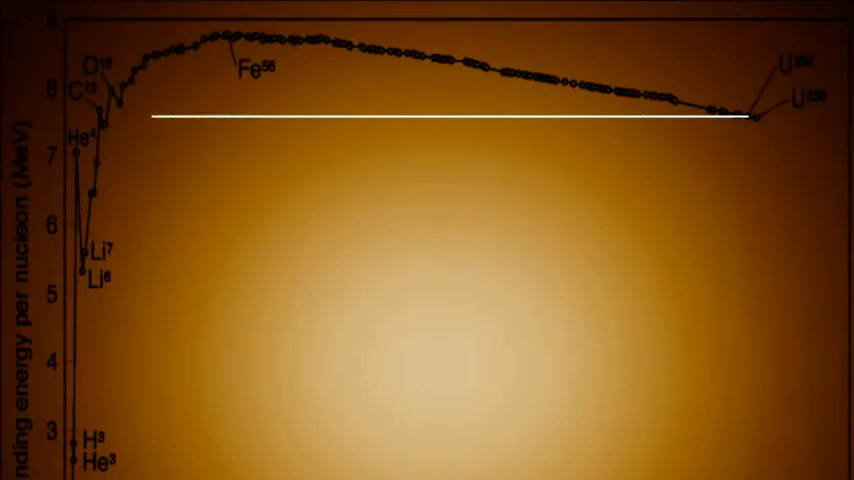 9
8
7
6
5
4
3
nding energy per nucleon (MeV)
O¹⁶
C¹²
He⁴
Li⁷
Li⁶
H³
He³
Fe⁵⁶
U²³⁵
U²³⁸